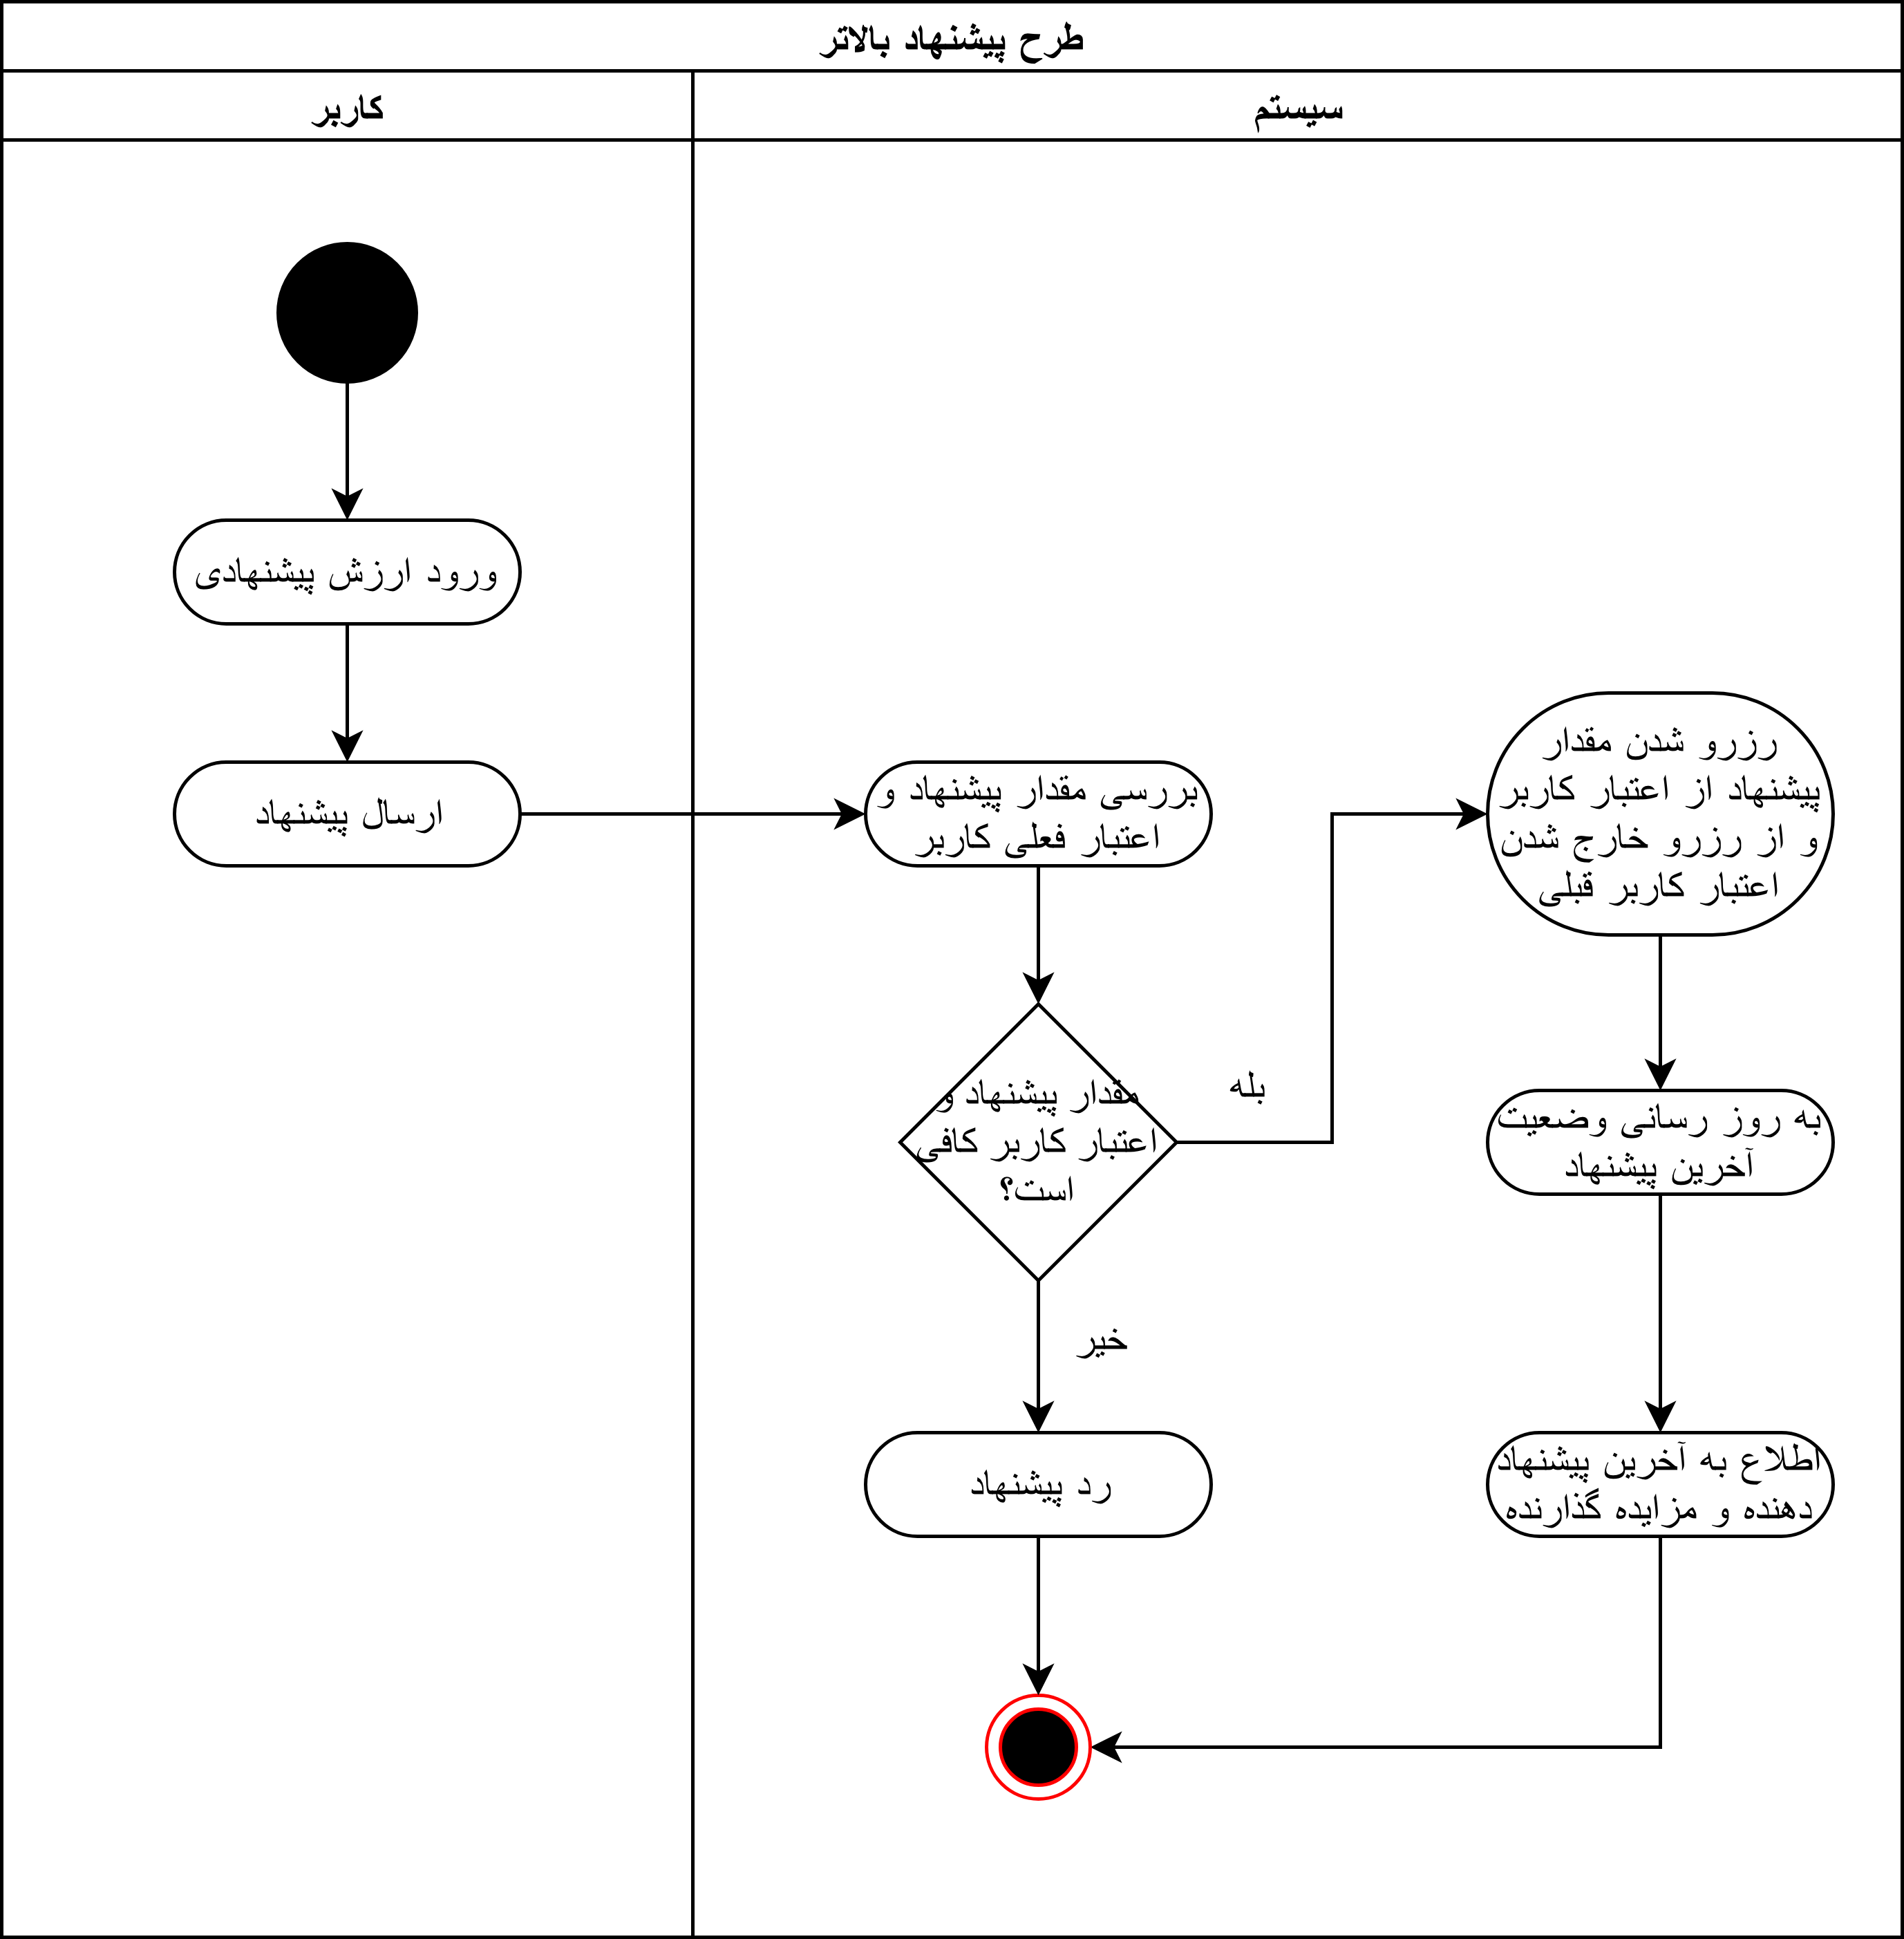 طرح پیشنهاد بالاتر
کاربر
سیستم
ورود ارزش پیشنهادی
ارسال پیشنهاد
بررسی مقدار پیشنهاد و
اعتبار فعلی کاربر
رزرو شدن مقدار
پیشنهاد از اعتبار کاربر
و از رزرو خارج شدن
اعتبار کاربر قبلی
مقدار پیشنهاد و
اعتبار کاربر کافی
است؟
بله
به روز رسانی وضعیت
آخرین پیشنهاد
خیر
رد پیشنهاد
اطلاع به آخرین پیشنهاد
دهنده و مزایده گذارنده